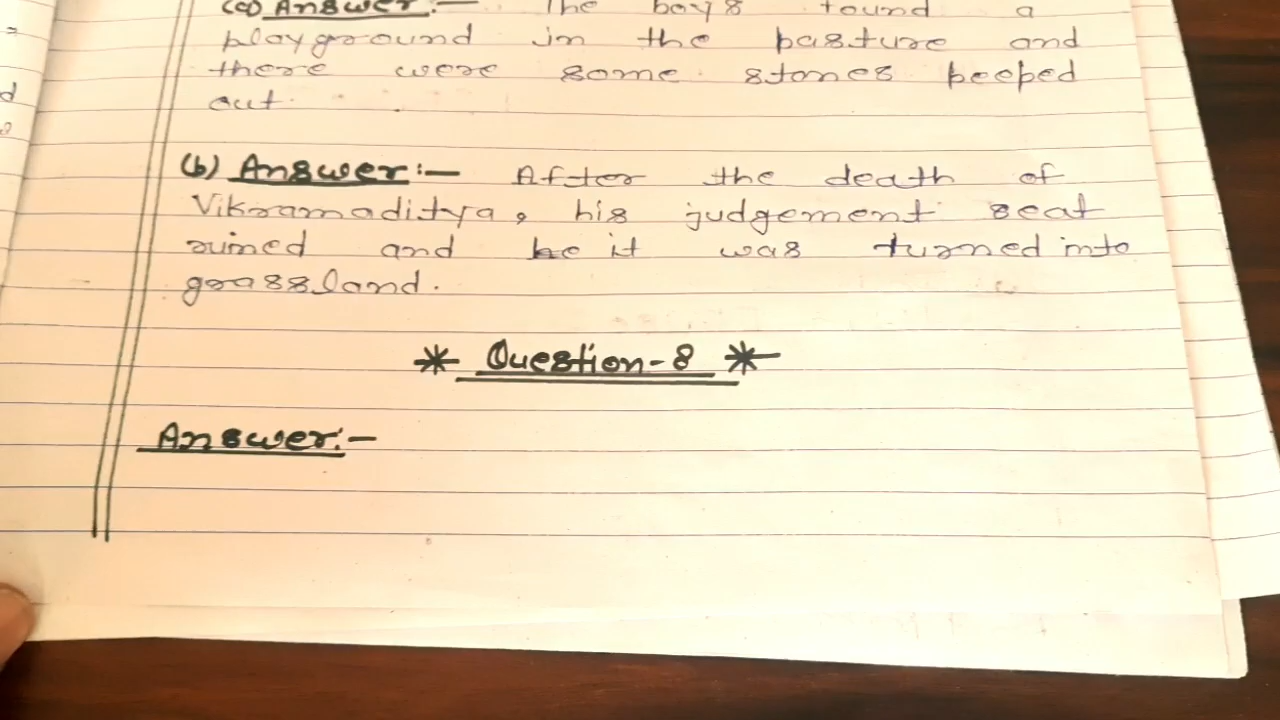 (a) Answer:- The boys found a
playground in the pasture and
there were some stones peeped
out.
(b) Answer:- After the death of
Vikramaditya, his judgement seat
ruined and it was turned into
grassland.
* Question-8 *
Answer:-